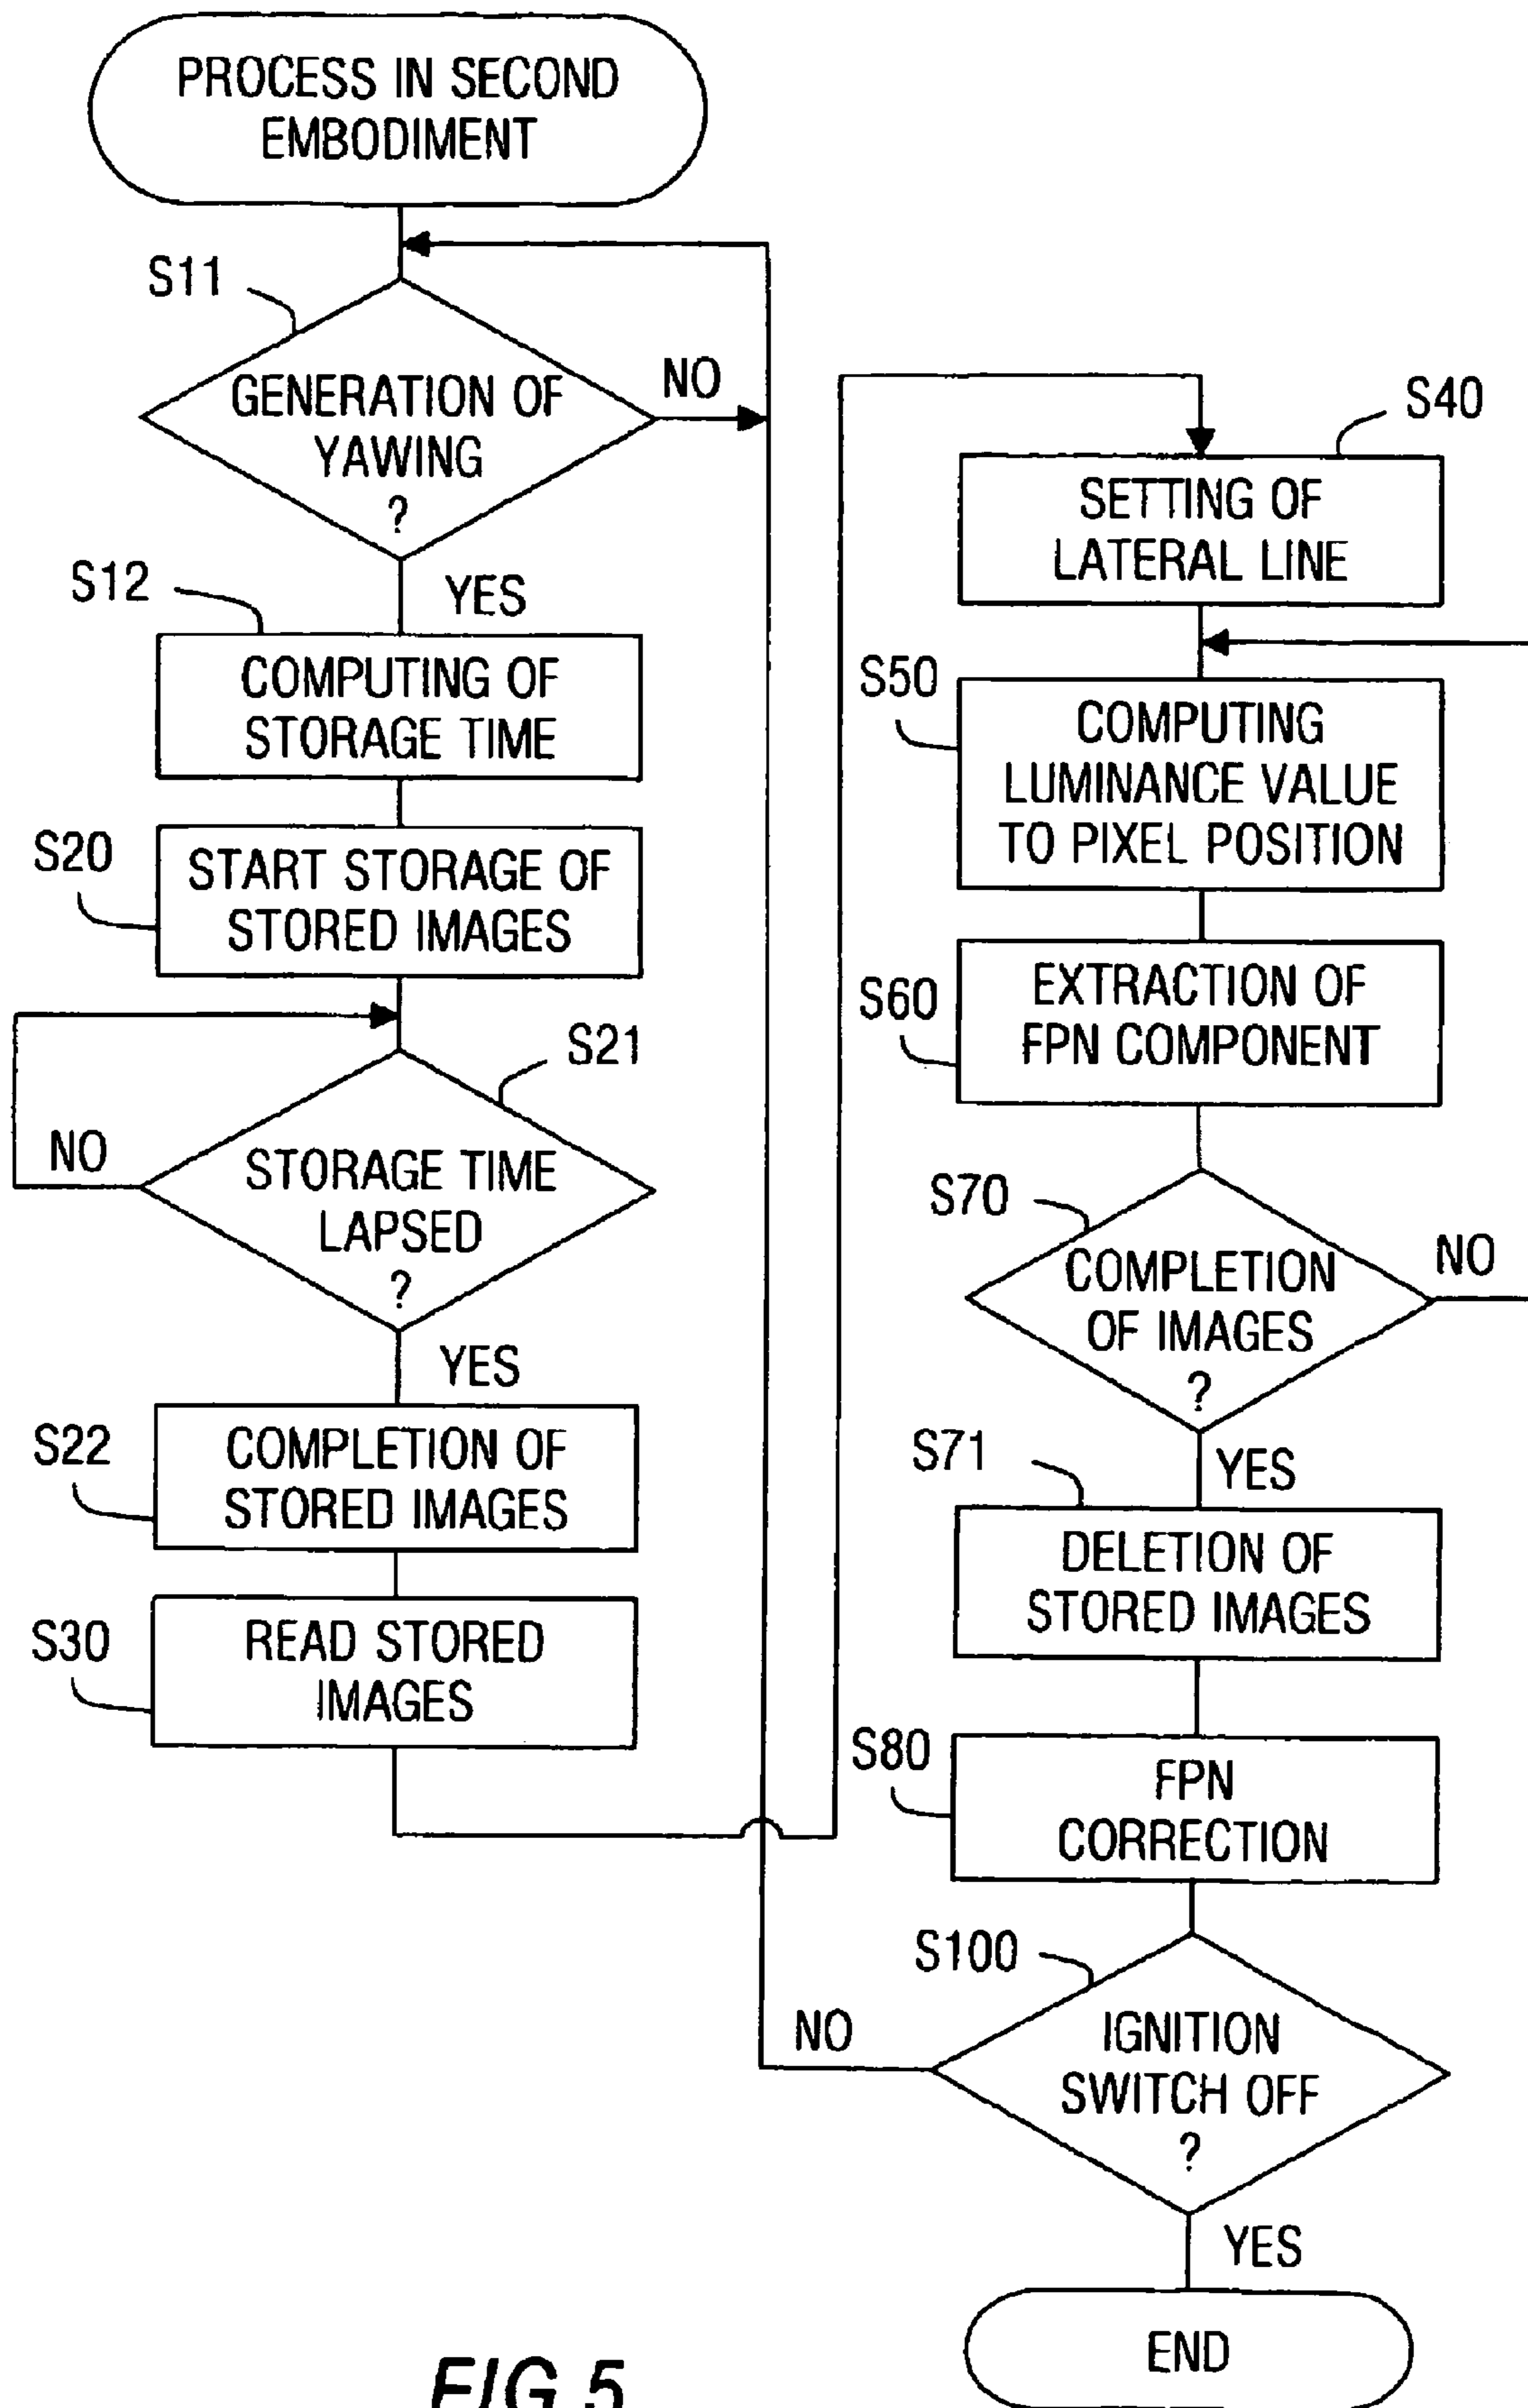 PROCESS IN SECOND
EMBODIMENT
S11
GENERATION OF
YAWING
?
NO
YES
S12
COMPUTING OF
STORAGE TIME
S20
START STORAGE OF
STORED IMAGES
S21
STORAGE TIME
LAPSED
?
NO
YES
S22
COMPLETION OF
STORED IMAGES
S30
READ STORED
IMAGES
S40
SETTING OF
LATERAL LINE
S50
COMPUTING
LUMINANCE VALUE
TO PIXEL POSITION
S60
EXTRACTION OF
FPN COMPONENT
S70
COMPLETION
OF IMAGES
?
NO
YES
S71
DELETION OF
STORED IMAGES
S80
FPN
CORRECTION
S100
IGNITION
SWITCH OFF
?
NO
YES
END
FIG.5